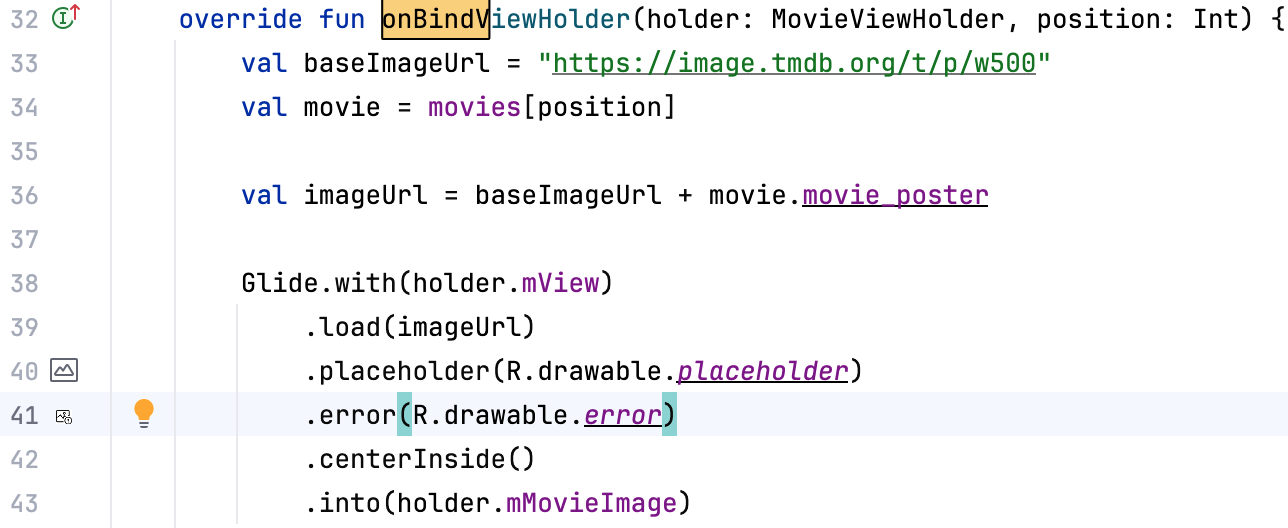 32 override fun onBindViewHolder(holder: MovieViewHolder, position: Int) {
33 val baseImageUrl = "https://image.tmdb.org/t/p/w500"
34 val movie = movies[position]
35
36 val imageUrl = baseImageUrl + movie.movie_poster
37
38 Glide.with(holder.mView)
39 .load(imageUrl)
40 .placeholder(R.drawable.placeholder)
41 .error(R.drawable.error)
42 .centerInside()
43 .into(holder.mMovieImage)